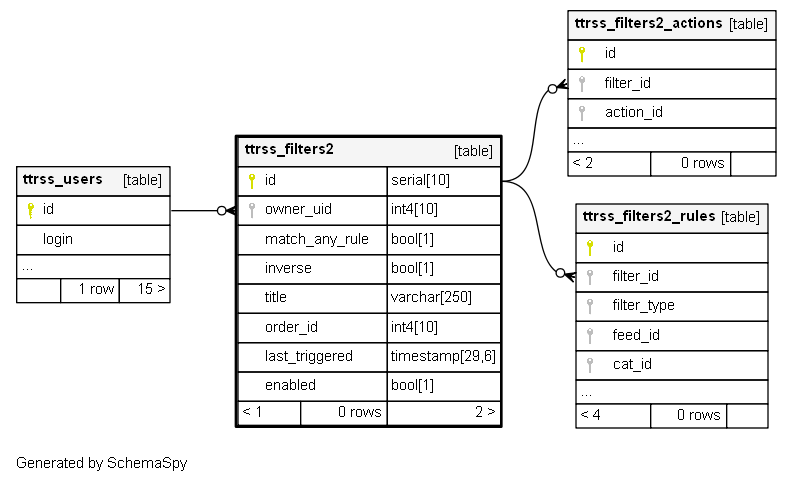 ttrss_users [table]
id
login
...
1 row 15 >
ttrss_filters2 [table]
id serial[10]
owner_uid int4[10]
match_any_rule bool[1]
inverse bool[1]
title varchar[250]
order_id int4[10]
last_triggered timestamp[29,6]
enabled bool[1]
< 1 0 rows 2 >
ttrss_filters2_actions [table]
id
filter_id
action_id
...
< 2 0 rows
ttrss_filters2_rules [table]
id
filter_id
filter_type
feed_id
cat_id
...
< 4 0 rows
Generated by SchemaSpy